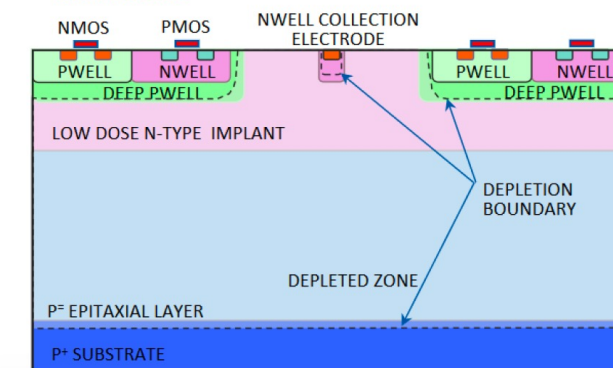 NMOS
PMOS
NWELL COLLECTION
ELECTRODE
PWELL
NWELL
DEEP PWELL
PWELL
NWELL
DEEP PWELL
LOW DOSE N-TYPE IMPLANT
DEPLETION
BOUNDARY
DEPLETED ZONE
P= EPITAXIAL LAYER
P+ SUBSTRATE